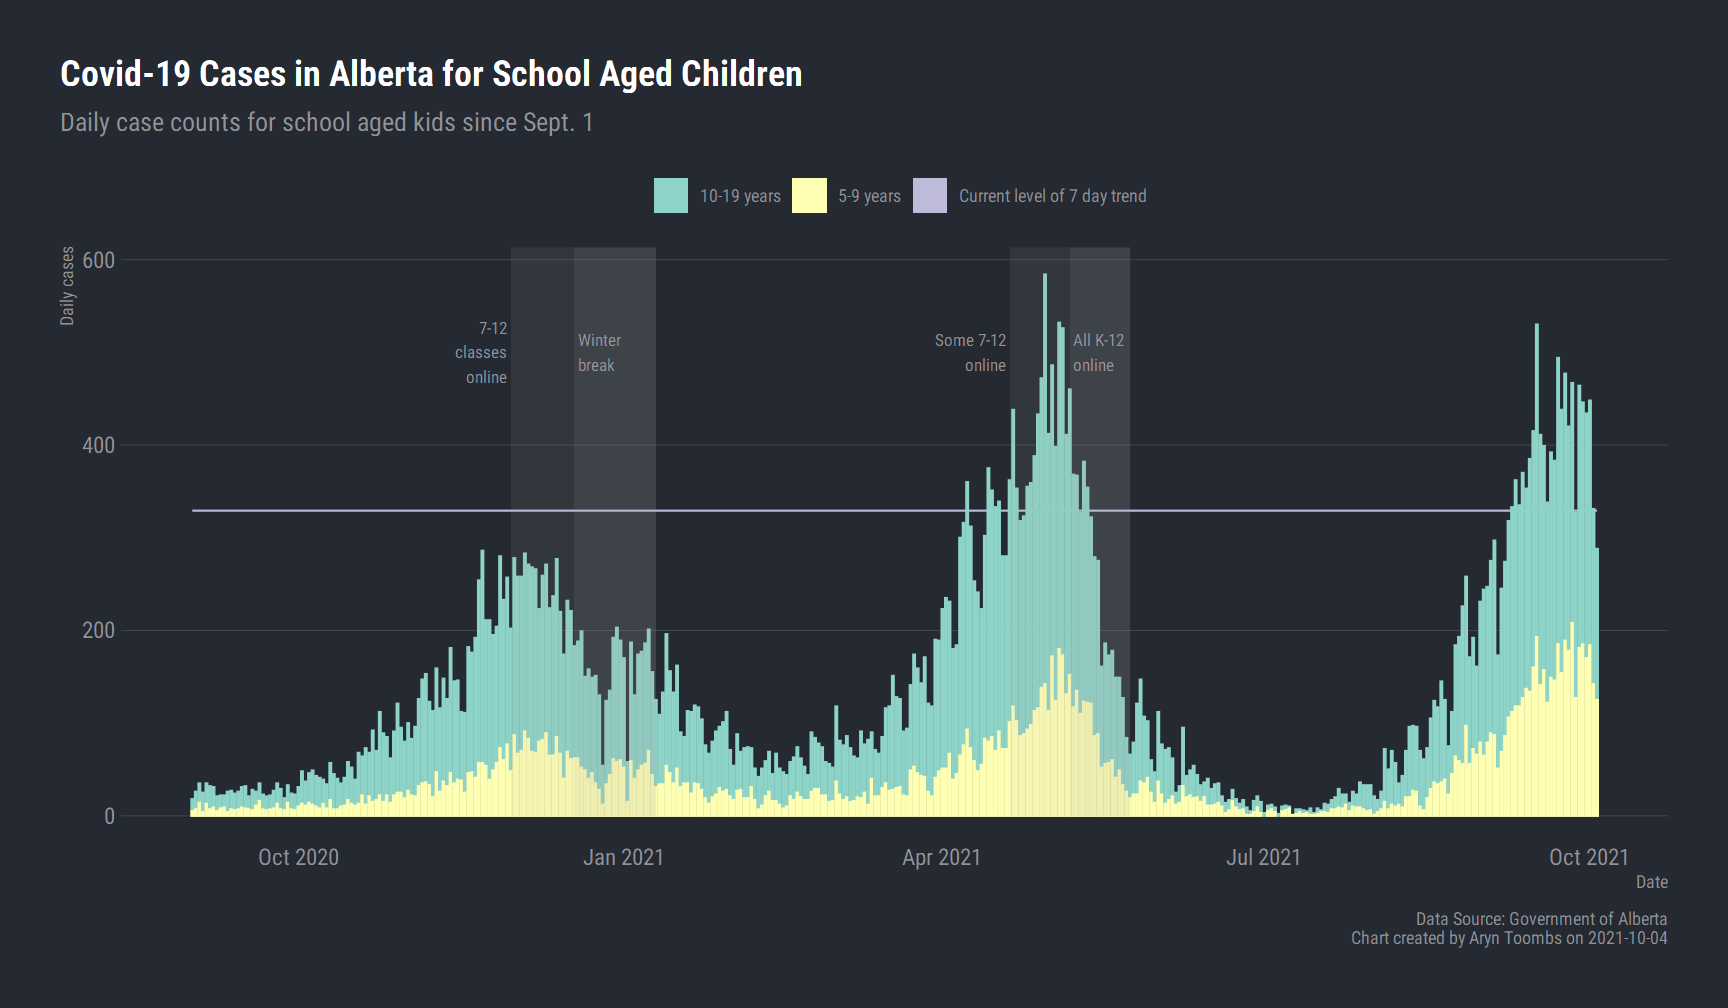 Covid-19 Cases in Alberta for School Aged Children
Daily case counts for school aged kids since Sept. 1
10-19 years
5-9 years
Current level of 7 day trend
Daily cases
600
400
200
0
7-12
classes
online
Winter
break
Some 7-12
online
All K-12
online
Oct 2020
Jan 2021
Apr 2021
Jul 2021
Oct 2021
Date
Data Source: Government of Alberta
Chart created by Aryn Toombs on 2021-10-04